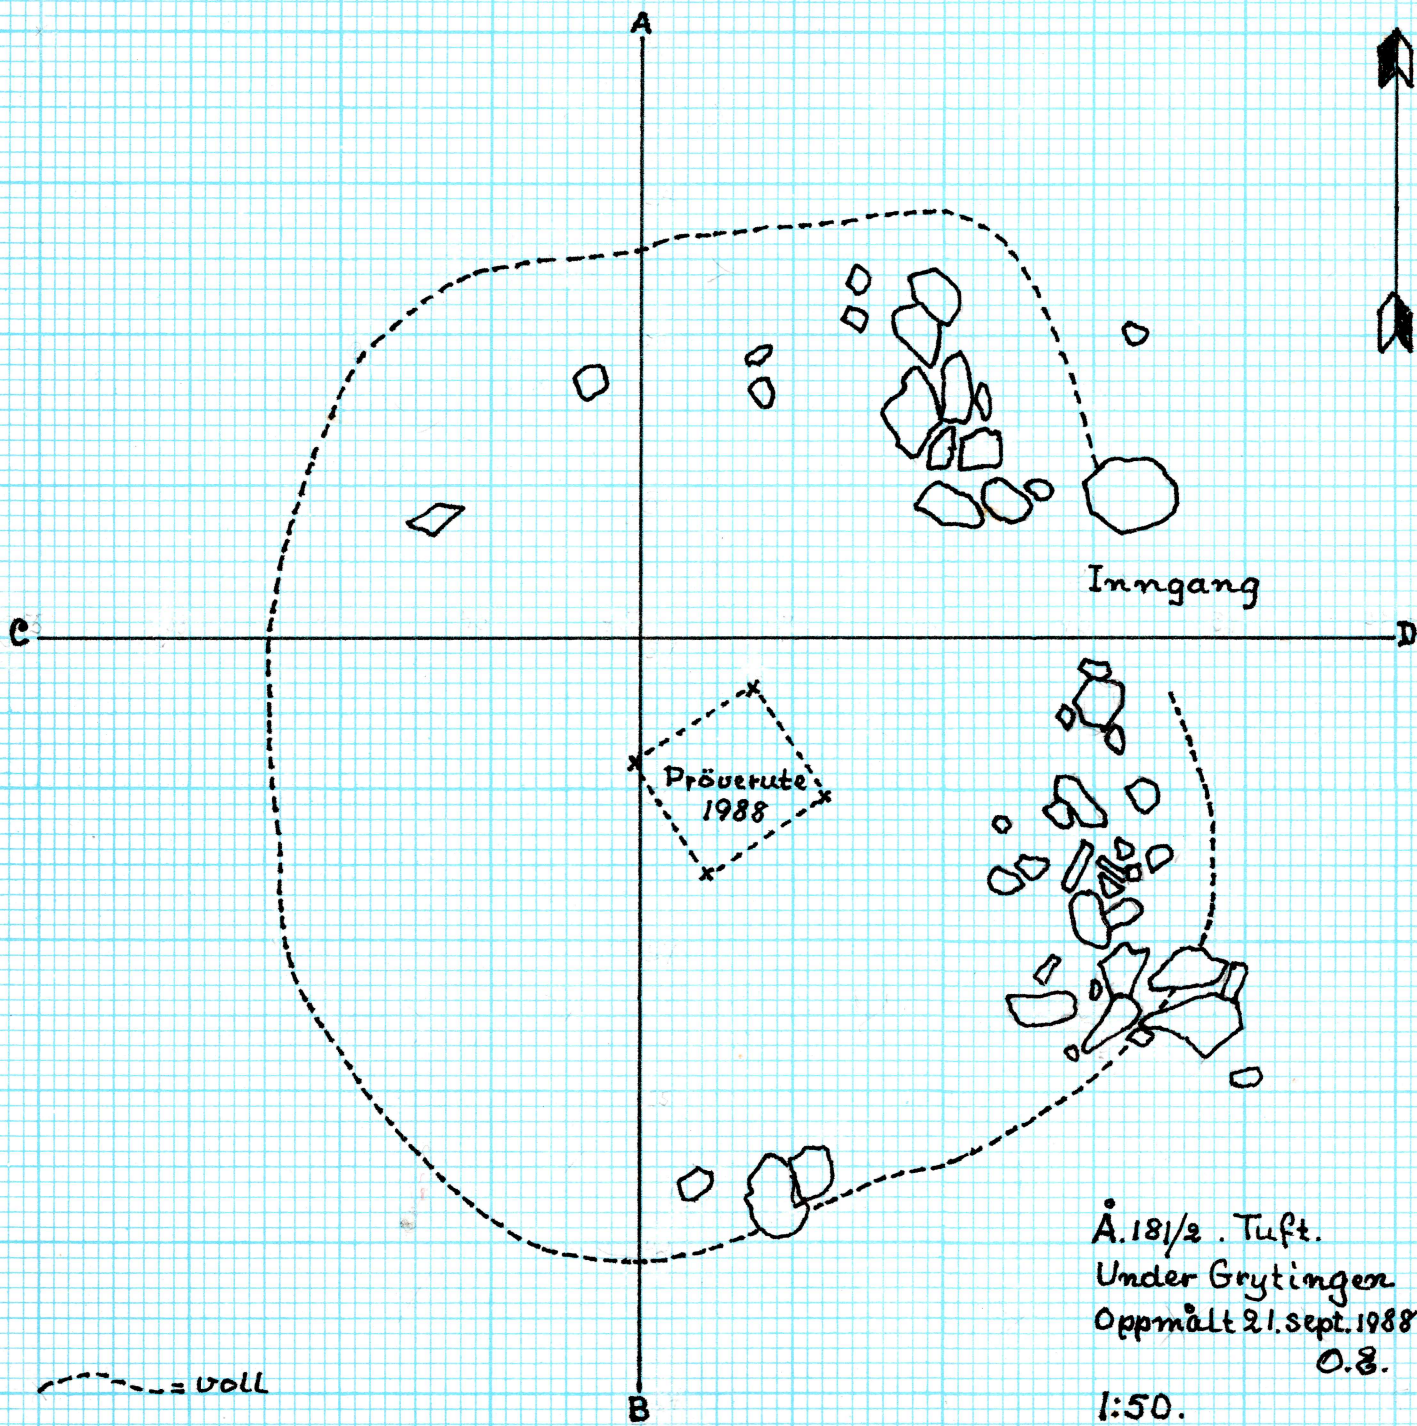 A
Inngang
C
D
Pröverute
1988
Å.181/2. Tuft.
Under Grytingen
Oppmålt 21. sept. 1988
O.E.
= voll
B
1:50.